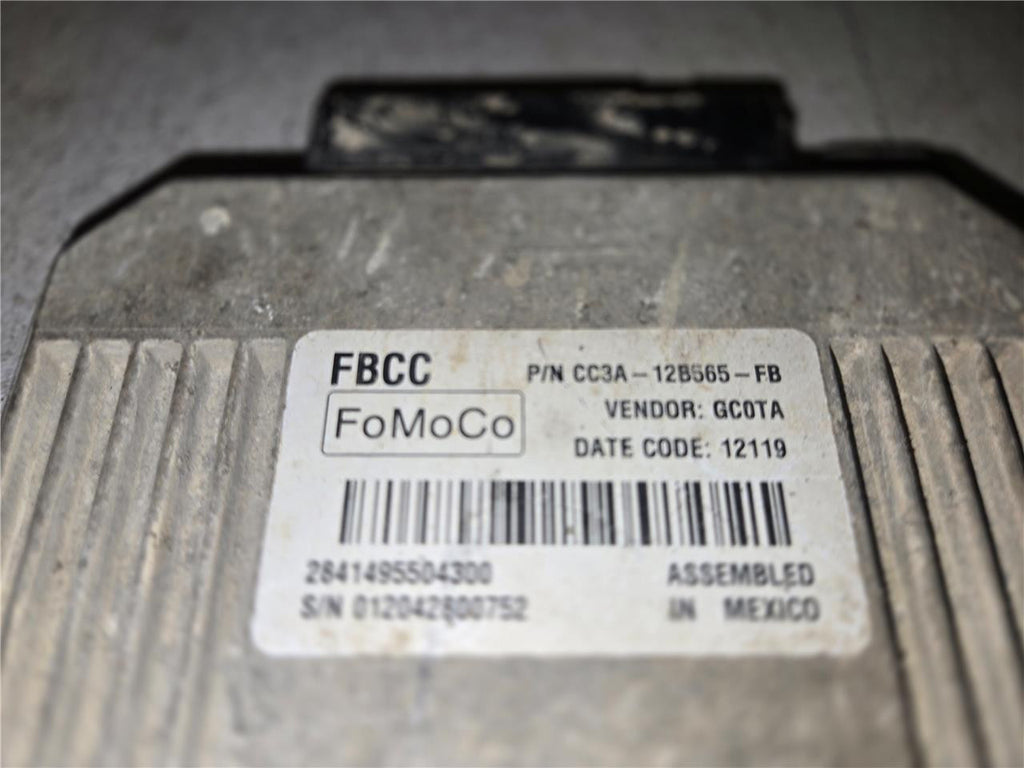 FBCC
P/N CC3A-12B565-FB
FoMoCo
VENDOR: GC0TA
DATE CODE: 12119
2841495504300
ASSEMBLED
S/N 012042800752
IN MEXICO